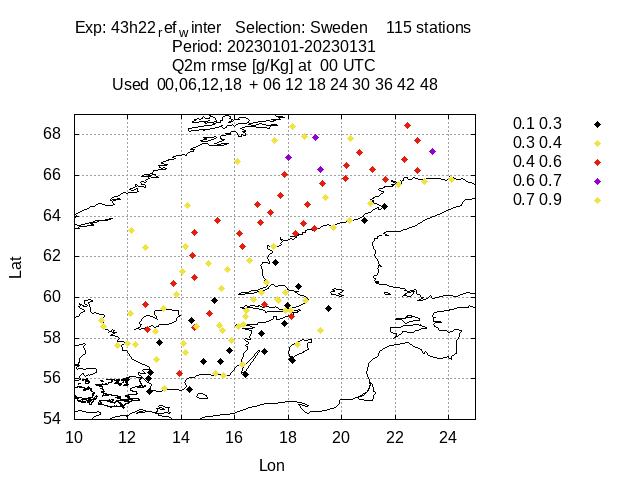 Exp: 43h22refwinter   Selection: Sweden    115 stations
Period: 20230101-20230131
Q2m rmse [g/Kg] at  00 UTC
Used  00,06,12,18  + 06 12 18 24 30 36 42 48
0.1 0.3
0.3 0.4
0.4 0.6
0.6 0.7
0.7 0.9
68
66
64
62
60
58
56
54
Lat
10 12 14 16 18 20 22 24
Lon